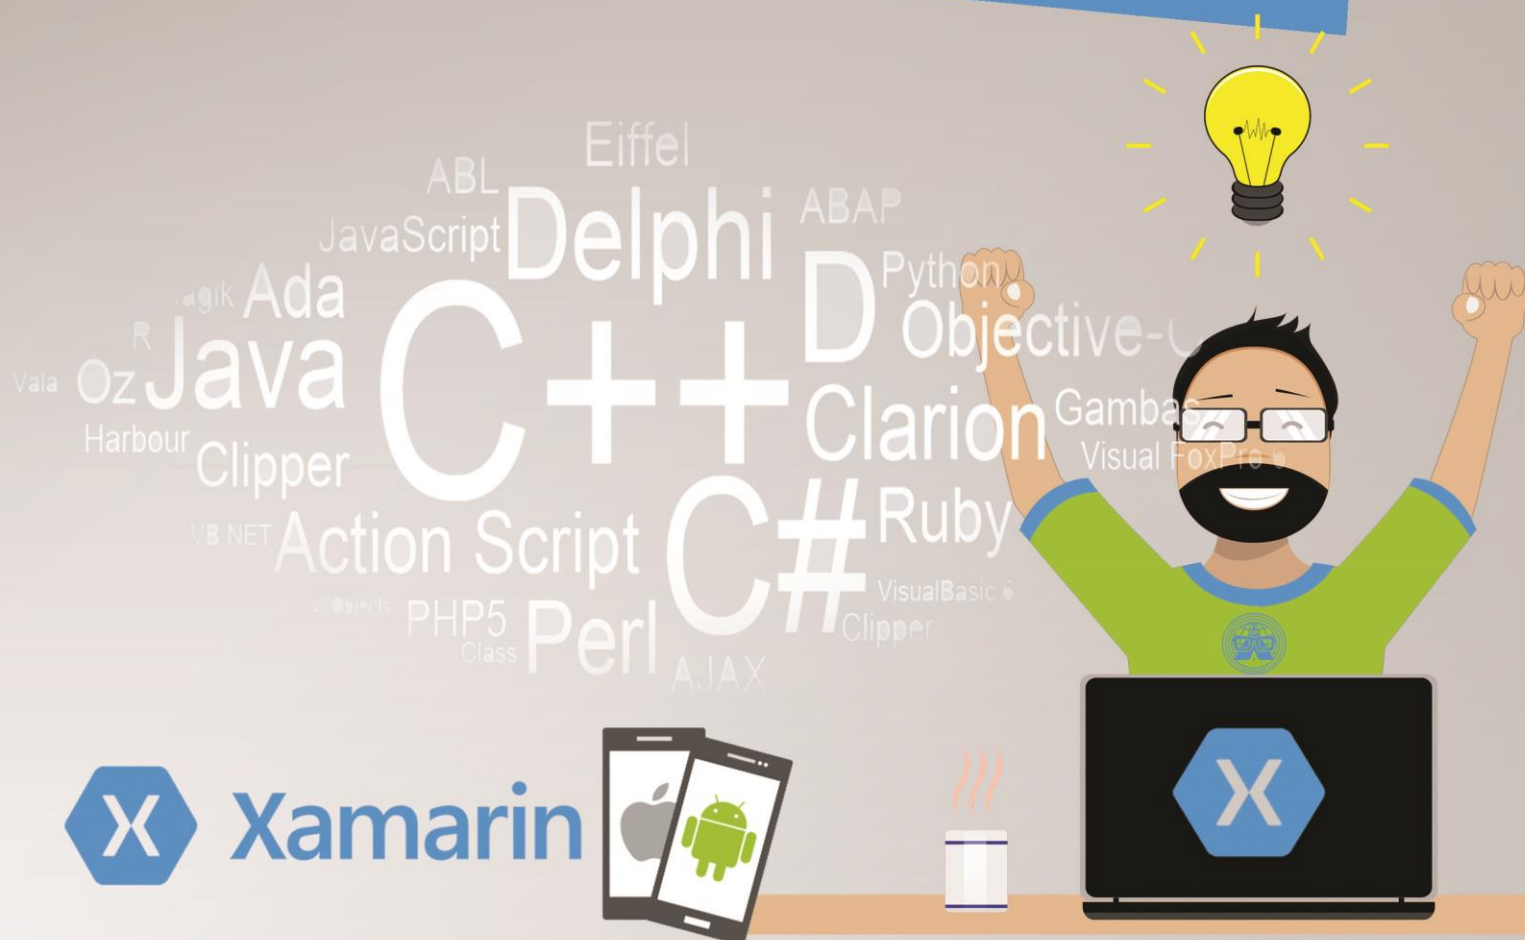 Eiffel
ABL
Delphi
ABAP
JavaScript
Python
Ada
D
Objective-C
R
Java
C++
Vala
Oz
Clarion
Gambas
Harbour
Clipper
Visual FoxPro
C#
Ruby
VB.NET
Action Script
VisualBasic
Objects
PHP5
Perl
Clipper
Class
AJAX
X Xamarin
X